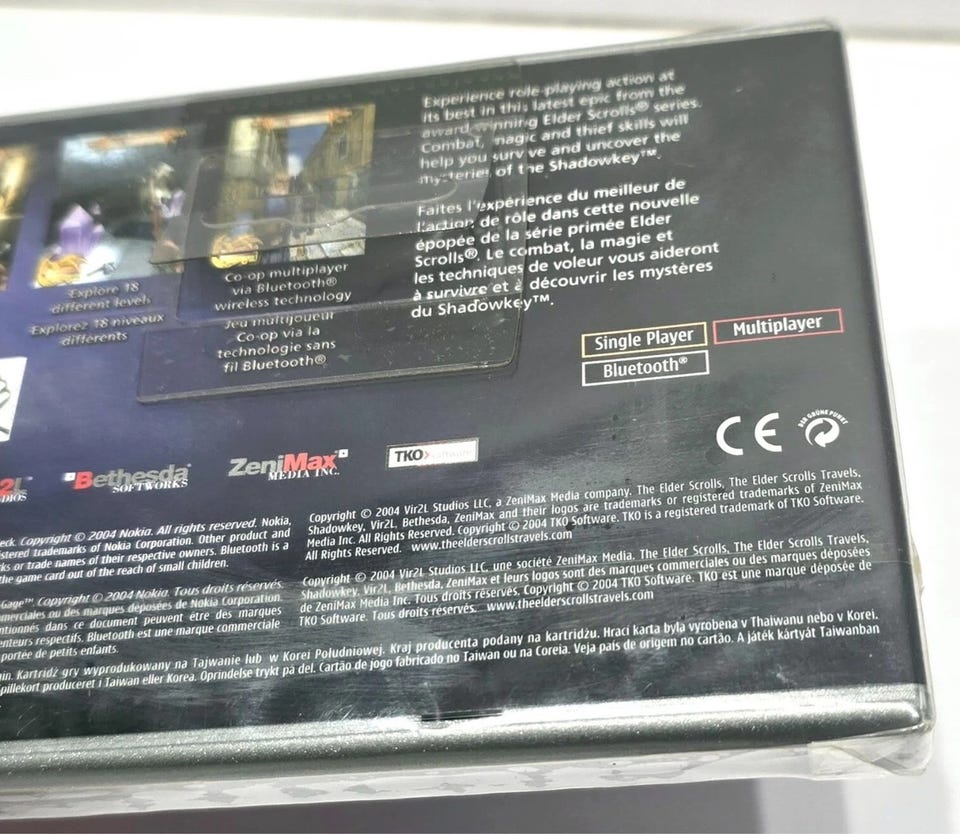 Experience role-playing action at
its best in this latest epic from the
award-winning Elder Scrolls® series.
Combat, magic and thief skills will
help you survive and uncover the
mysteries of the Shadowkey™.
Faites l'expérience du meilleur de
l'action de rôle dans cette nouvelle
épopée de la série primée Elder
Scrolls®. Le combat, la magie et
les techniques de voleur vous aideront
à survivre et à découvrir les mystères
du Shadowkey™.
Explore 18
different levels
Explorez 18 niveaux
différents
Co-op multiplayer
via Bluetooth®
wireless technology
Jeu multijoueur
Co-op via la
technologie sans
fil Bluetooth®
Single Player
Multiplayer
Bluetooth®
CE
DER GRÜNE PUNKT
2L
DIOS
Bethesda
SOFTWORKS
ZeniMax
MEDIA INC.
TKO software
eck. Copyright © 2004 Nokia. All rights reserved. Nokia,
stered trademarks of Nokia Corporation. Other product and
ks or trade names of their respective owners. Bluetooth is a
the game card out of the reach of small children.
Gage™. Copyright © 2004 Nokia. Tous droits réservés.
merciales ou des marques déposées de Nokia Corporation.
ntionnés dans ce document peuvent être des marques
enteurs respectifs. Bluetooth est une marque commerciale
portée de petits enfants.
Copyright © 2004 Vir2L Studios LLC, a ZeniMax Media company. The Elder Scrolls, The Elder Scrolls Travels,
Shadowkey, Vir2L, Bethesda, ZeniMax and their logos are trademarks or registered trademarks of ZeniMax
Media Inc. All Rights Reserved. Copyright © 2004 TKO Software. TKO is a registered trademark of TKO Software.
All Rights Reserved. www.theelderscrollstravels.com
Copyright © 2004 Vir2L Studios LLC, une société ZeniMax Media. The Elder Scrolls, The Elder Scrolls Travels,
Shadowkey, Vir2L, Bethesda, ZeniMax et leurs logos sont des marques commerciales ou des marques déposées
de ZeniMax Media Inc. Tous droits réservés. Copyright © 2004 TKO Software. TKO est une marque déposée de
TKO Software. Tous droits réservés. www.theelderscrollstravels.com
gin. Kartridż gry wyprodukowany na Tajwanie lub w Korei Południowej. Kraj producenta podany na kartridżu. Hrací karta byla vyrobena v Thaiwanu nebo v Korei.
pillekort produceret i Taiwan eller Korea. Oprindelse trykt på del. Cartão de jogo fabricado no Taiwan ou na Coreia. Veja país de origem no cartão. A játék kártyát Taiwanban